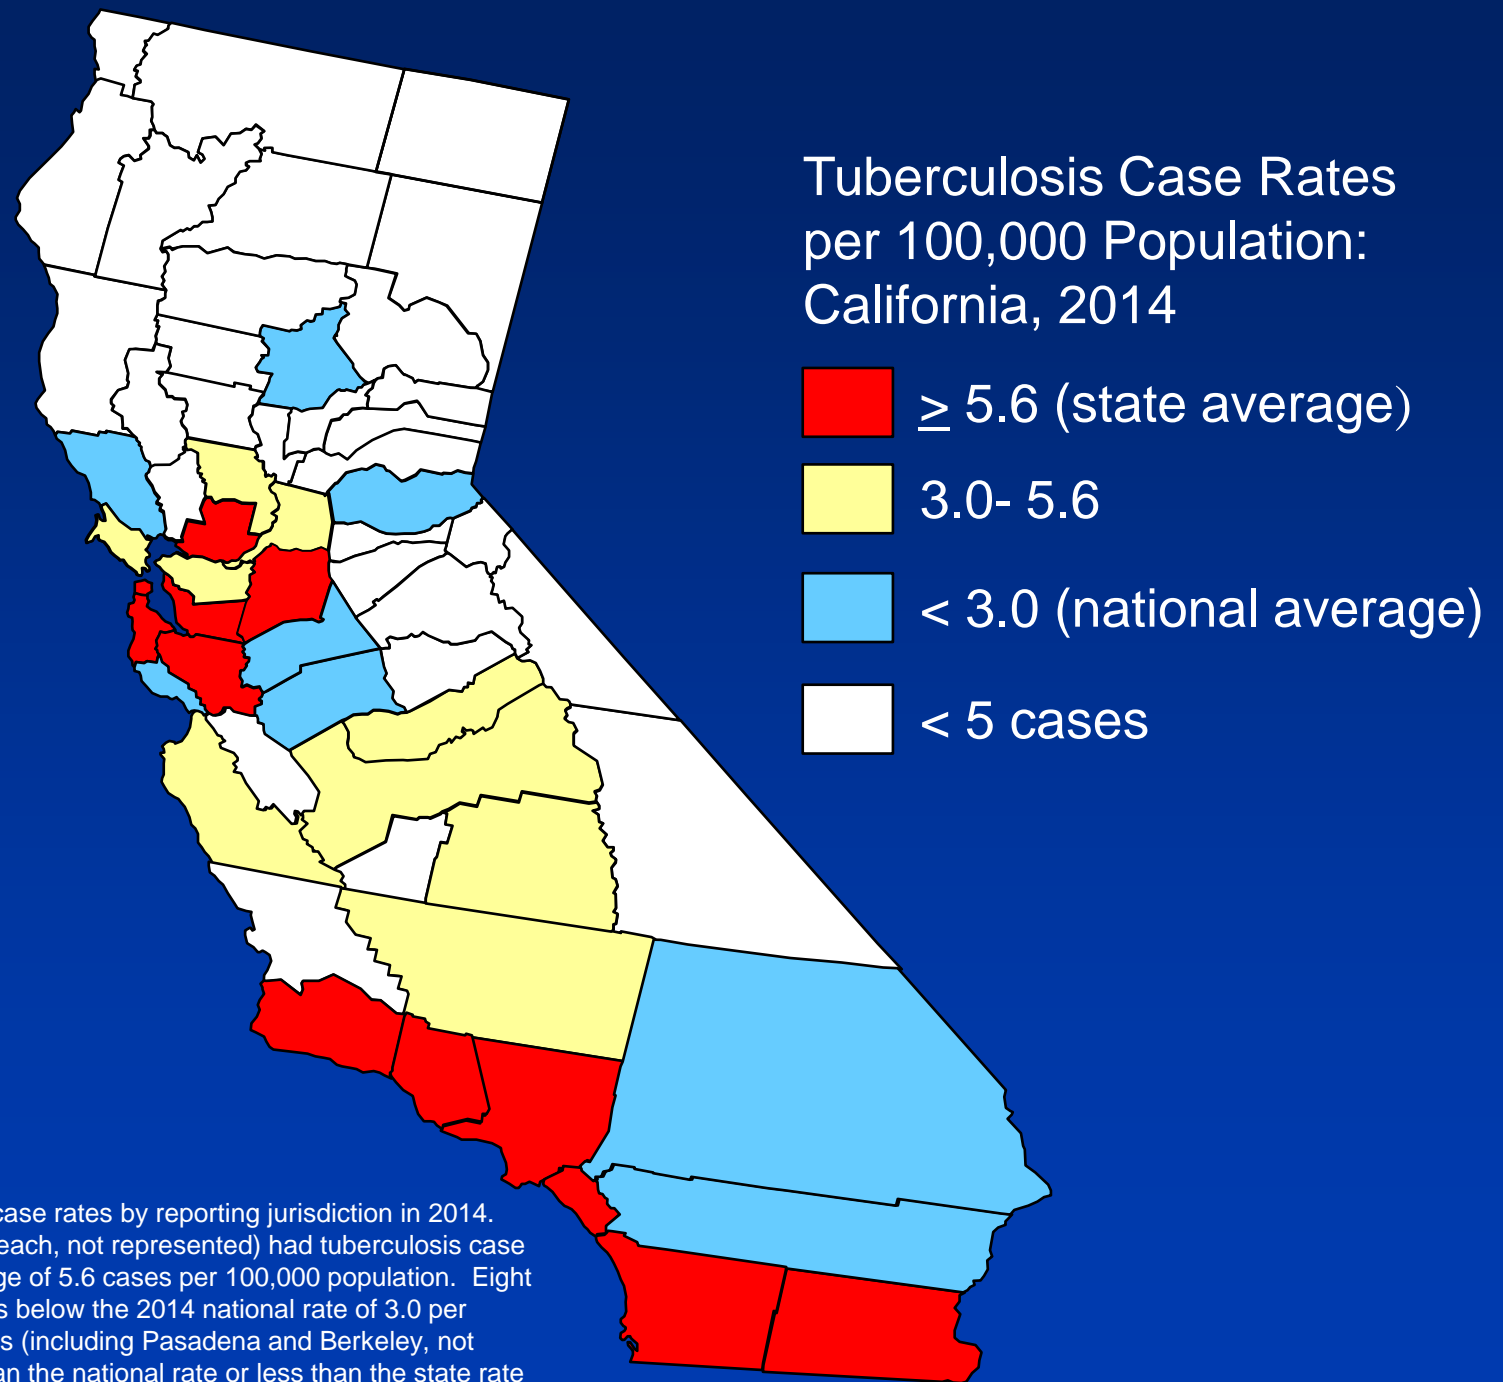 Tuberculosis Case Rates
per 100,000 Population:
California, 2014
≥ 5.6 (state average)
3.0- 5.6
< 3.0 (national average)
< 5 cases
case rates by reporting jurisdiction in 2014.
each, not represented) had tuberculosis case
ge of 5.6 cases per 100,000 population. Eight
s below the 2014 national rate of 3.0 per
s (including Pasadena and Berkeley, not
an the national rate or less than the state rate